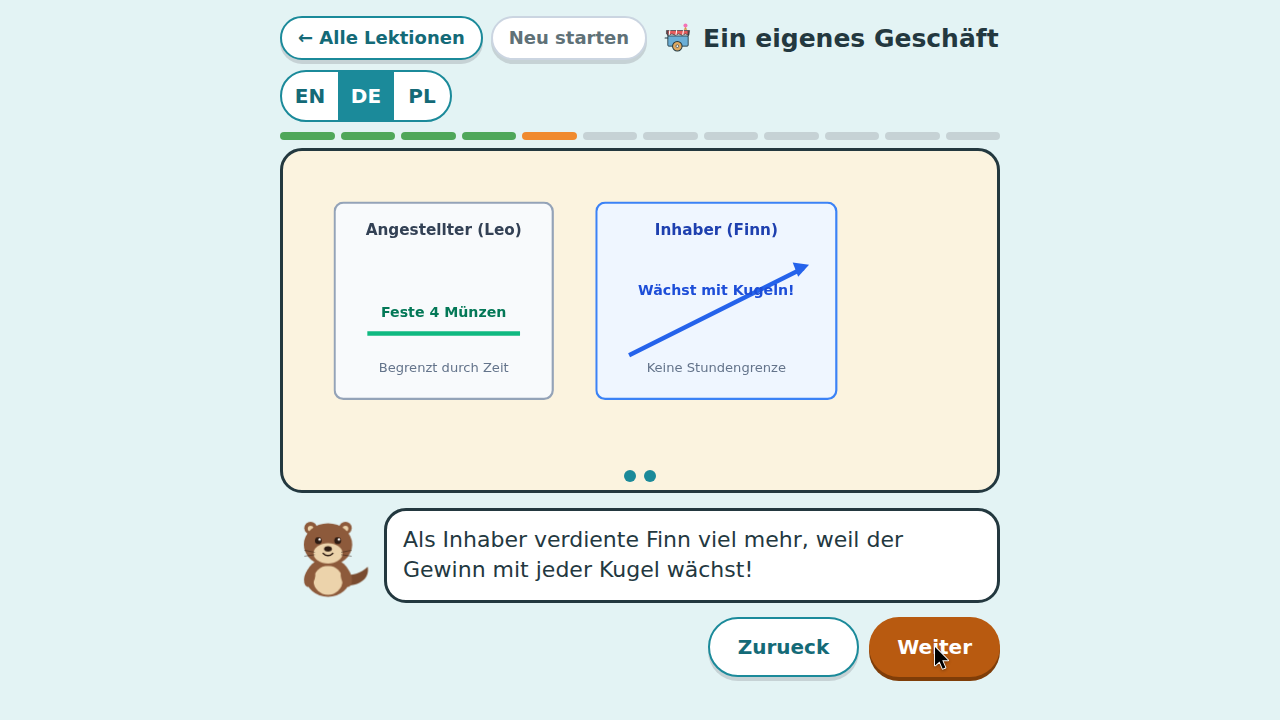 ← Alle Lektionen
Neu starten
Ein eigenes Geschäft
EN DE PL
Angestellter (Leo)
Feste 4 Münzen
Begrenzt durch Zeit
Inhaber (Finn)
Wächst mit Kugeln!
Keine Stundengrenze
Als Inhaber verdiente Finn viel mehr, weil der
Gewinn mit jeder Kugel wächst!
Zurueck
Weiter